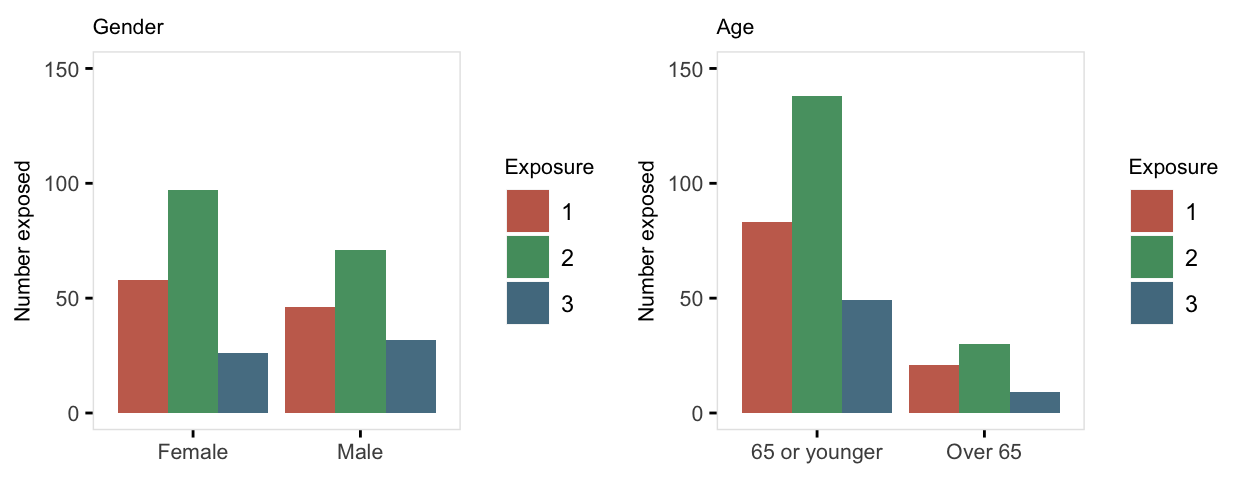 Gender
150
100
50
0
Number exposed
Female Male
Exposure
1
2
3
Age
150
100
50
0
Number exposed
65 or younger Over 65
Exposure
1
2
3